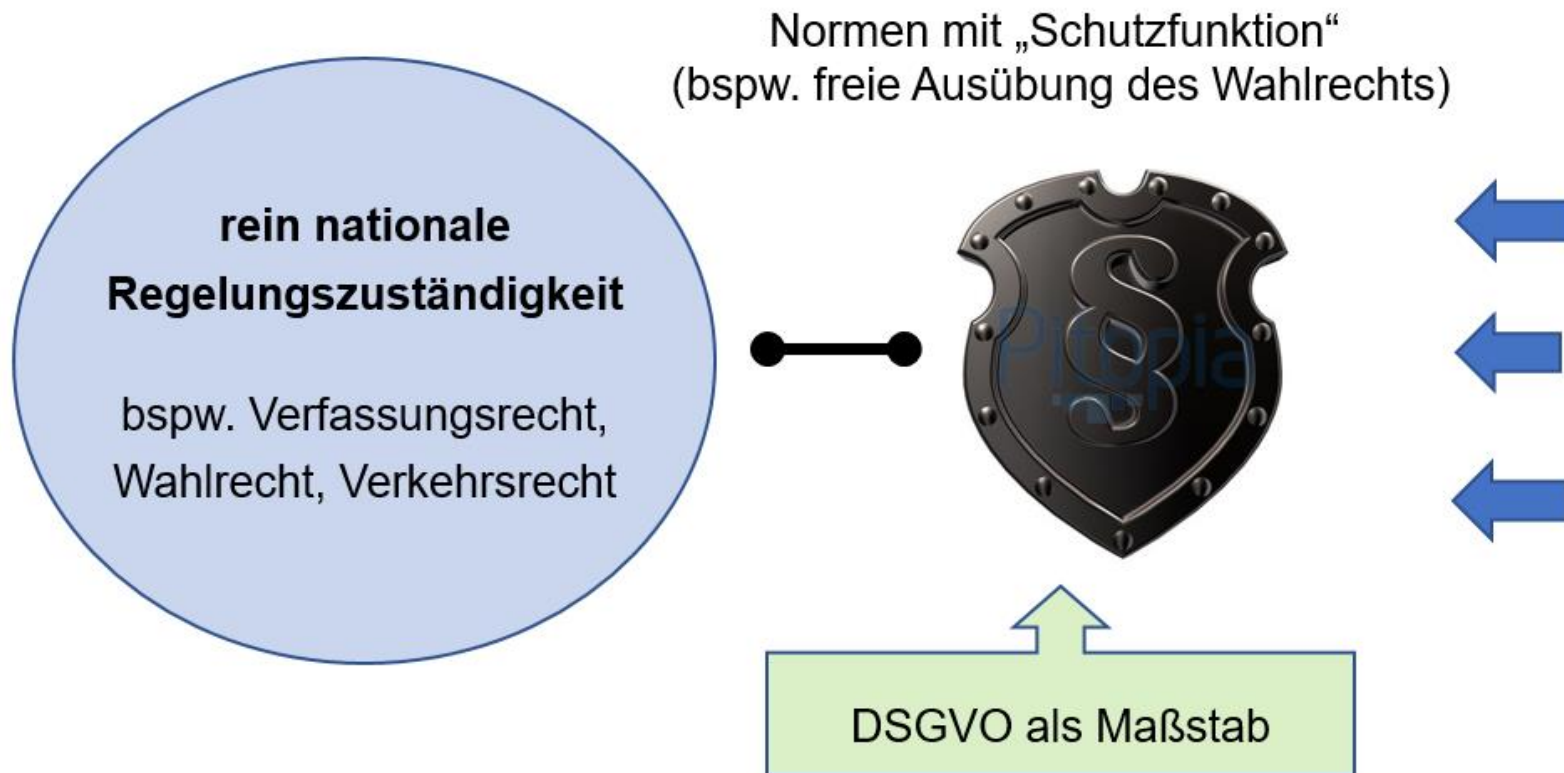 Normen mit „Schutzfunktion“
(bspw. freie Ausübung des Wahlrechts)
rein nationale
Regelungszuständigkeit
bspw. Verfassungsrecht,
Wahlrecht, Verkehrsrecht
§
Pitopia
DSGVO als Maßstab